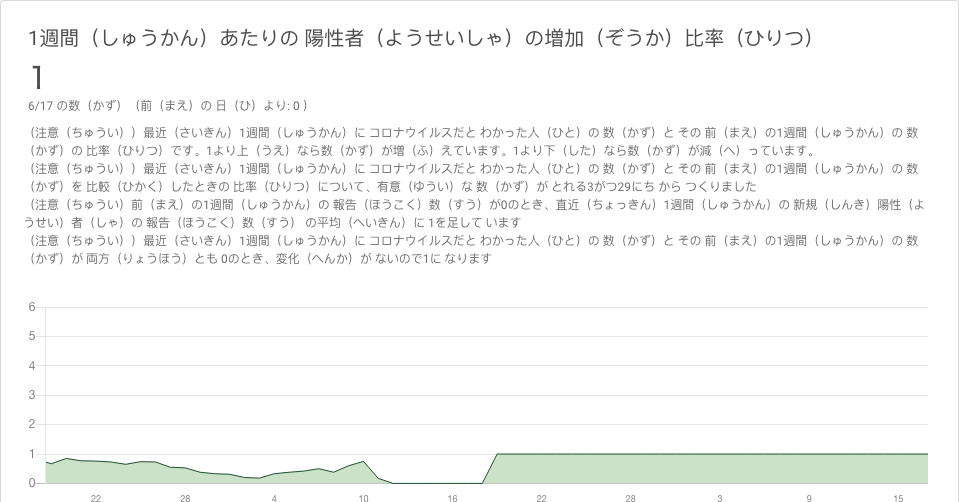 1週間（しゅうかん）あたりの 陽性者（ようせいしゃ）の増加（ぞうか）比率（ひりつ）
1
6/17 の数（かず）（前（まえ）の 日（ひ）より: 0 ）
（注意（ちゅうい））最近（さいきん）1週間（しゅうかん）に コロナウイルスだと わかった人（ひと）の 数（かず）と その 前（まえ）の1週間（しゅうかん）の 数
（かず）の 比率（ひりつ）です。1より上（うえ）なら数（かず）が増（ふ）えています。1より下（した）なら数（かず）が減（へ）っています。
（注意（ちゅうい））最近（さいきん）1週間（しゅうかん）に コロナウイルスだと わかった人（ひと）の 数（かず）と その 前（まえ）の1週間（しゅうかん）の 数
（かず）を 比較（ひかく）したときの 比率（ひりつ）について、有意（ゆうい）な 数（かず）が とれる3がつ29にち から つくりました
（注意（ちゅうい）前（まえ）の1週間（しゅうかん）の 報告（ほうこく）数（すう）が0のとき、直近（ちょっきん）1週間（しゅうかん）の 新規（しんき）陽性（よ
うせい）者（しゃ）の 報告（ほうこく）数（すう） の平均（へいきん）に 1を足して います
（注意（ちゅうい））最近（さいきん）1週間（しゅうかん）に コロナウイルスだと わかった人（ひと）の 数（かず）と その 前（まえ）の1週間（しゅうかん）の 数
（かず）が 両方（りょうほう）とも 0のとき、変化（へんか）が ないので1に なります
6
5
4
3
2
1
0
22 28 4 10 16 22 28 3 9 15